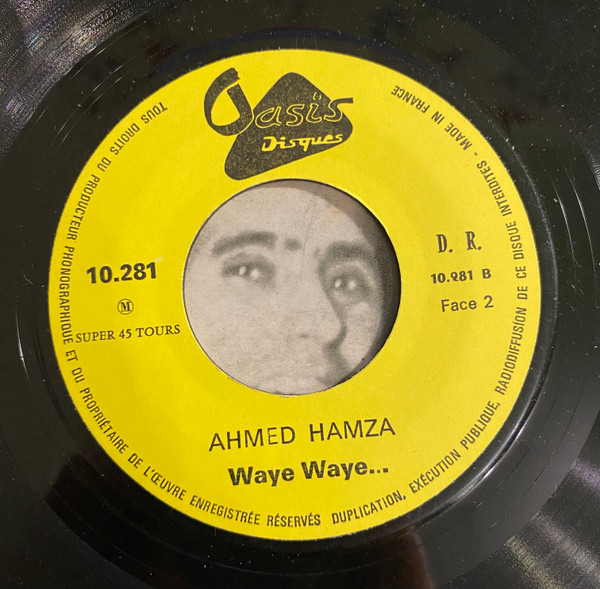 Oasis
Disques
10.281
M
SUPER 45 TOURS
D. R.
10.281 B
Face 2
AHMED HAMZA
Waye Waye...
TOUS DROITS DU PRODUCTEUR PHONOGRAPHIQUE ET DU PROPRIÉTAIRE DE L'ŒUVRE ENREGISTRÉE RÉSERVÉS DUPLICATION, EXÉCUTION PUBLIQUE, RADIODIFFUSION DE CE DISQUE INTERDITES - MADE IN FRANCE